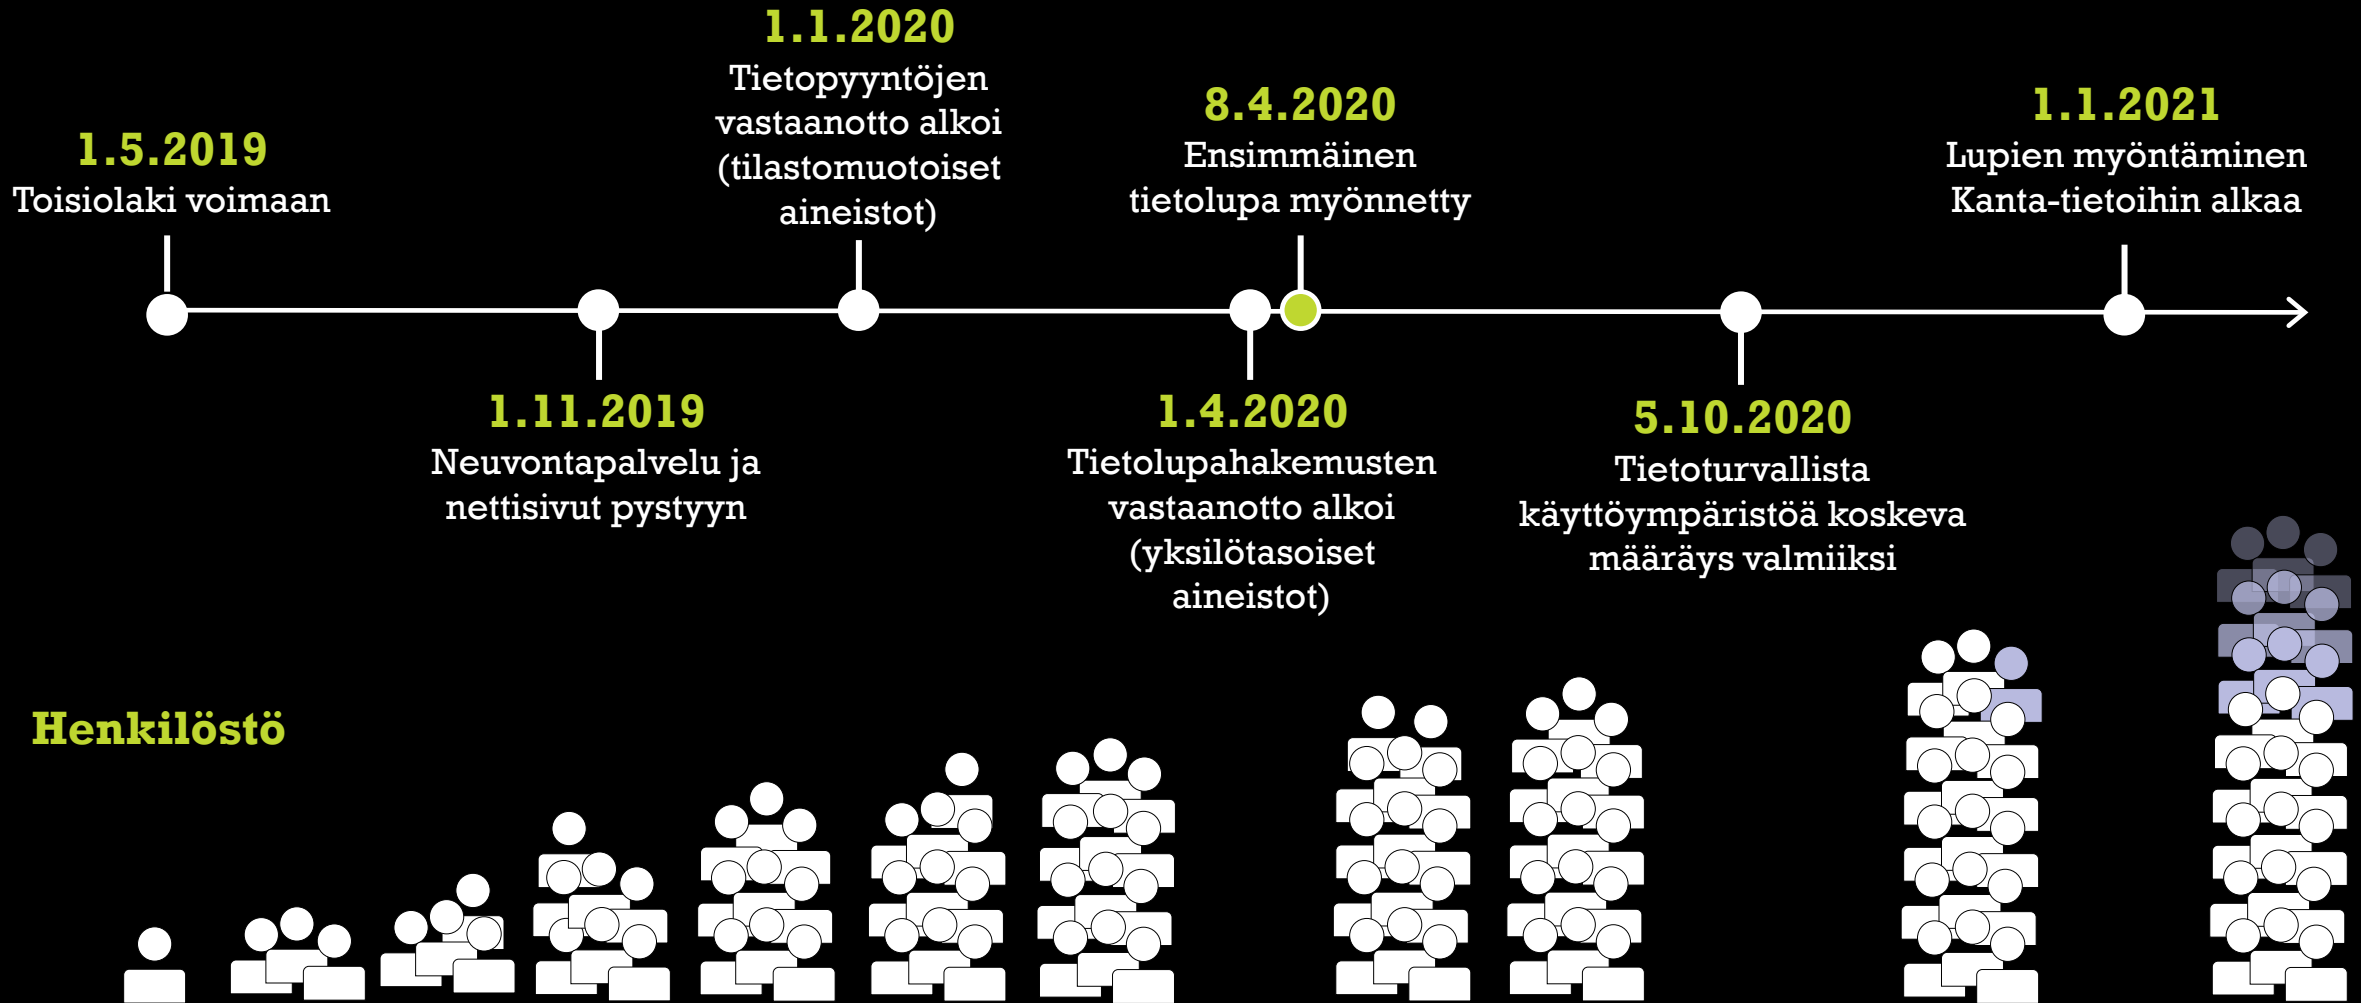 1.5.2019
Toisiolaki voimaan
1.11.2019
Neuvontapalvelu ja
nettisivut pystyyn
1.1.2020
Tietopyyntöjen
vastaanotto alkoi
(tilastomuotoiset
aineistot)
1.4.2020
Tietolupahakemusten
vastaanotto alkoi
(yksilötasoiset
aineistot)
8.4.2020
Ensimmäinen
tietolupa myönnetty
5.10.2020
Tietoturvallista
käyttöympäristöä koskeva
määräys valmiiksi
1.1.2021
Lupien myöntäminen
Kanta-tietoihin alkaa
Henkilöstö